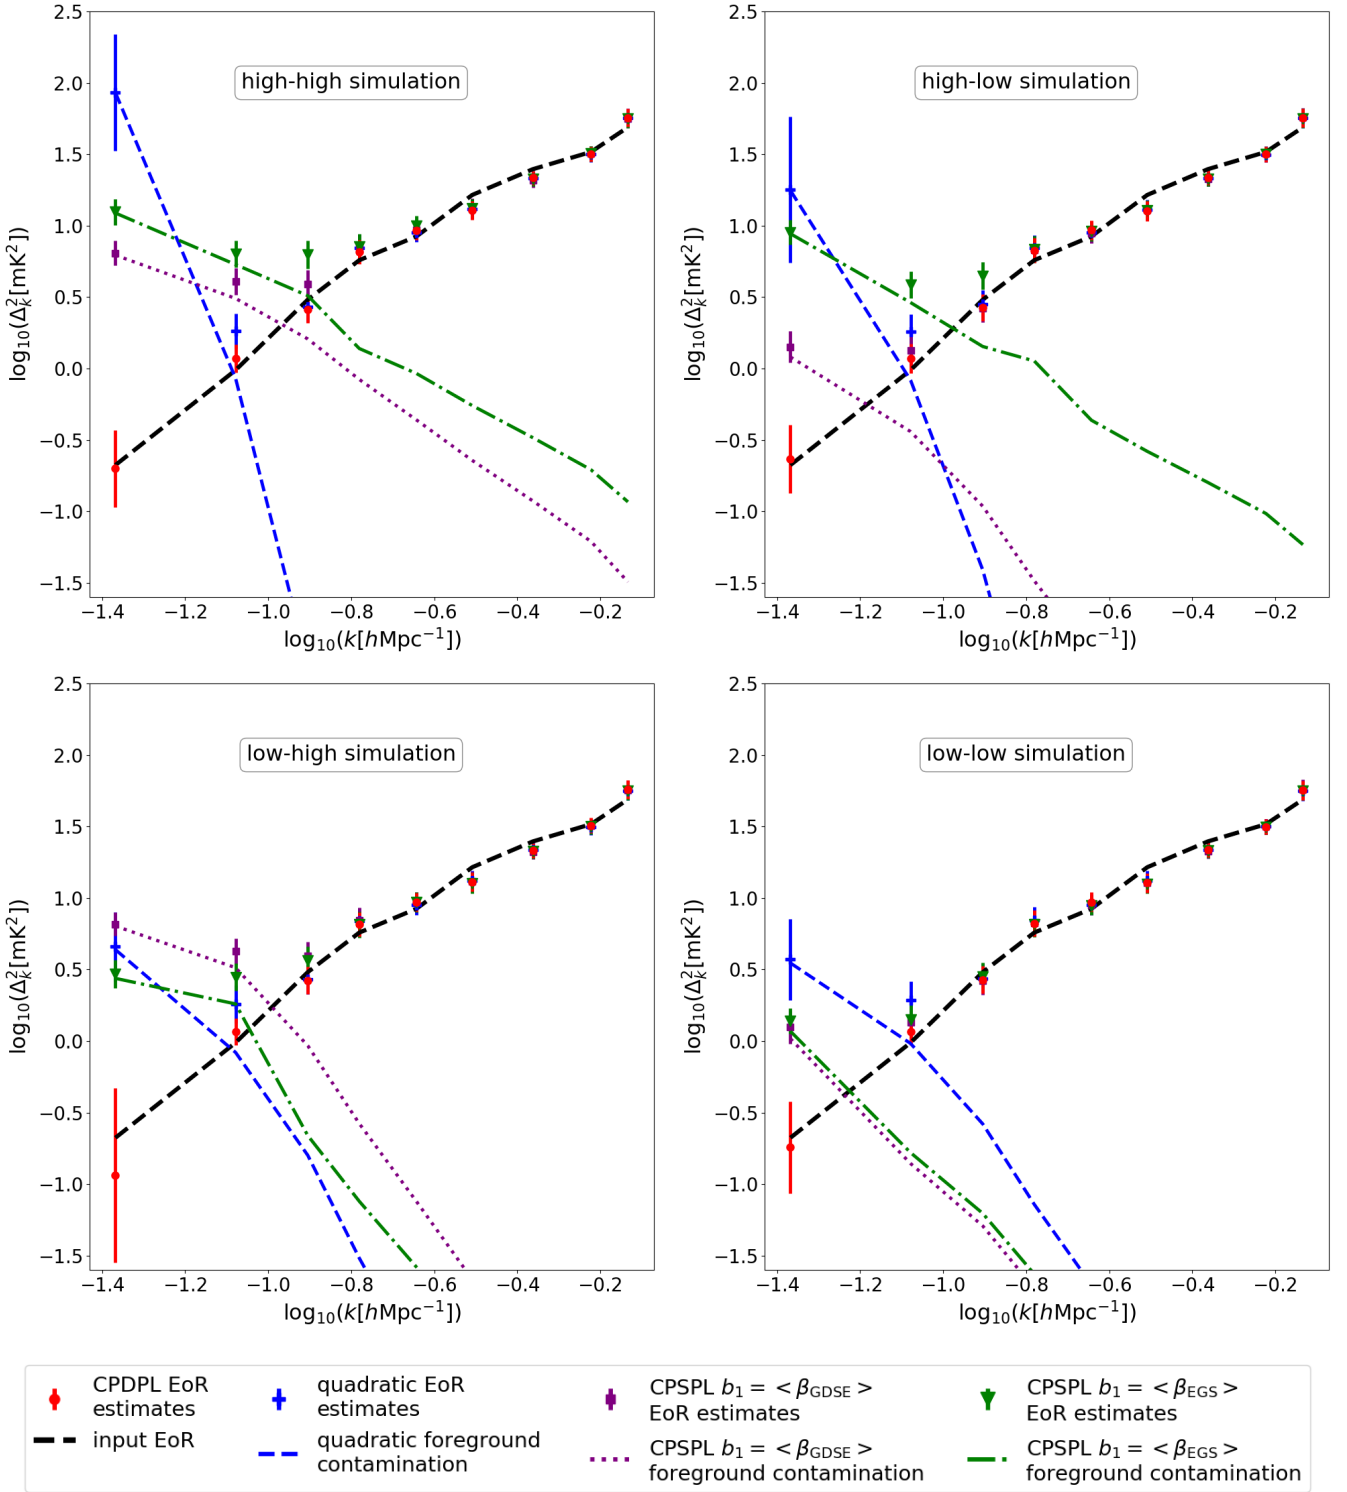 high-high simulation
2.5
2.0
1.5
1.0
0.5
0.0
−0.5
−1.0
−1.5
log₁₀(Δ²ₖ[mK²])
−1.4 −1.2 −1.0 −0.8 −0.6 −0.4 −0.2
log₁₀(k[hMpc⁻¹])
high-low simulation
2.5
2.0
1.5
1.0
0.5
0.0
−0.5
−1.0
−1.5
log₁₀(Δ²ₖ[mK²])
−1.4 −1.2 −1.0 −0.8 −0.6 −0.4 −0.2
log₁₀(k[hMpc⁻¹])
low-high simulation
2.5
2.0
1.5
1.0
0.5
0.0
−0.5
−1.0
−1.5
log₁₀(Δ²ₖ[mK²])
−1.4 −1.2 −1.0 −0.8 −0.6 −0.4 −0.2
log₁₀(k[hMpc⁻¹])
low-low simulation
2.5
2.0
1.5
1.0
0.5
0.0
−0.5
−1.0
−1.5
log₁₀(Δ²ₖ[mK²])
−1.4 −1.2 −1.0 −0.8 −0.6 −0.4 −0.2
log₁₀(k[hMpc⁻¹])
CPDPL EoR
estimates
input EoR
quadratic EoR
estimates
quadratic foreground
contamination
CPSPL b₁ = <β_GDSE>
EoR estimates
CPSPL b₁ = <β_GDSE>
foreground contamination
CPSPL b₁ = <β_EGS>
EoR estimates
CPSPL b₁ = <β_EGS>
foreground contamination